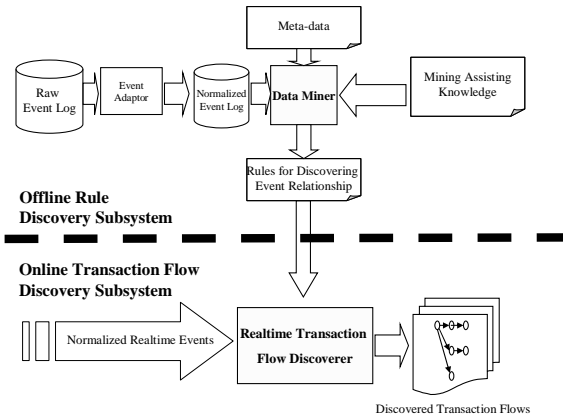 Meta-data
Raw
Event Log
Event
Adaptor
Normalized
Event Log
Data Miner
Mining Assisting
Knowledge
Rules for Discovering
Event Relationship
Offline Rule
Discovery Subsystem
Online Transaction Flow
Discovery Subsystem
Normalized Realtime Events
Realtime Transaction
Flow Discoverer
Discovered Transaction Flows